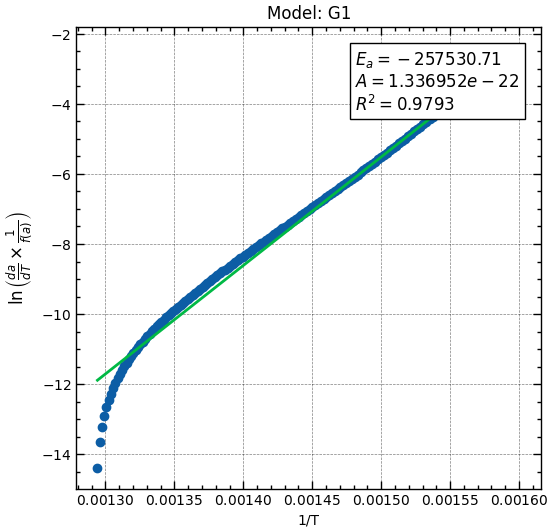 Model: G1
−2
E_a = −257530.71
A = 1.336952e − 22
R² = 0.9793
−4
−6
ln(da/dT × 1/f(a))
−8
−10
−12
−14
0.00130 0.00135 0.00140 0.00145 0.00150 0.00155 0.00160
1/T